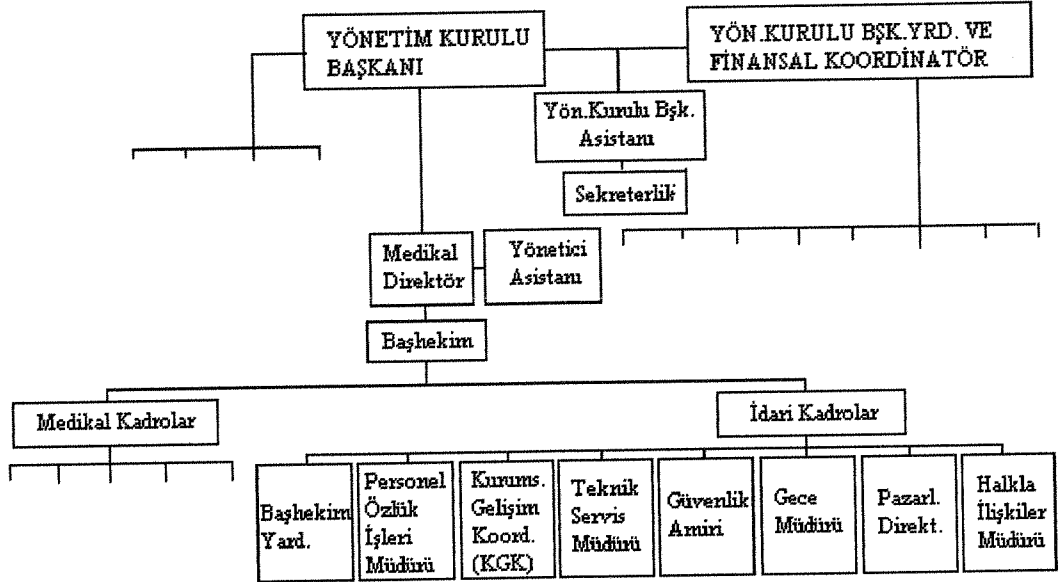 YÖNETİM KURULU
BAŞKANI
YÖN.KURULU BŞK.YRD. VE
FİNANSAL KOORDİNATÖR
Yön.Kurulu Bşk.
Asistanı
Sekreterlik
Medikal
Direktör
Yönetici
Asistanı
Başhekim
Medikal Kadrolar
İdari Kadrolar
Başhekim
Yard.
Personel
Özlük
İşleri
Müdürü
Kurums.
Gelişim
Koord.
(KGK)
Teknik
Servis
Müdürü
Güvenlik
Amiri
Gece
Müdürü
Pazarl.
Direkt.
Halkla
İlişkiler
Müdürü